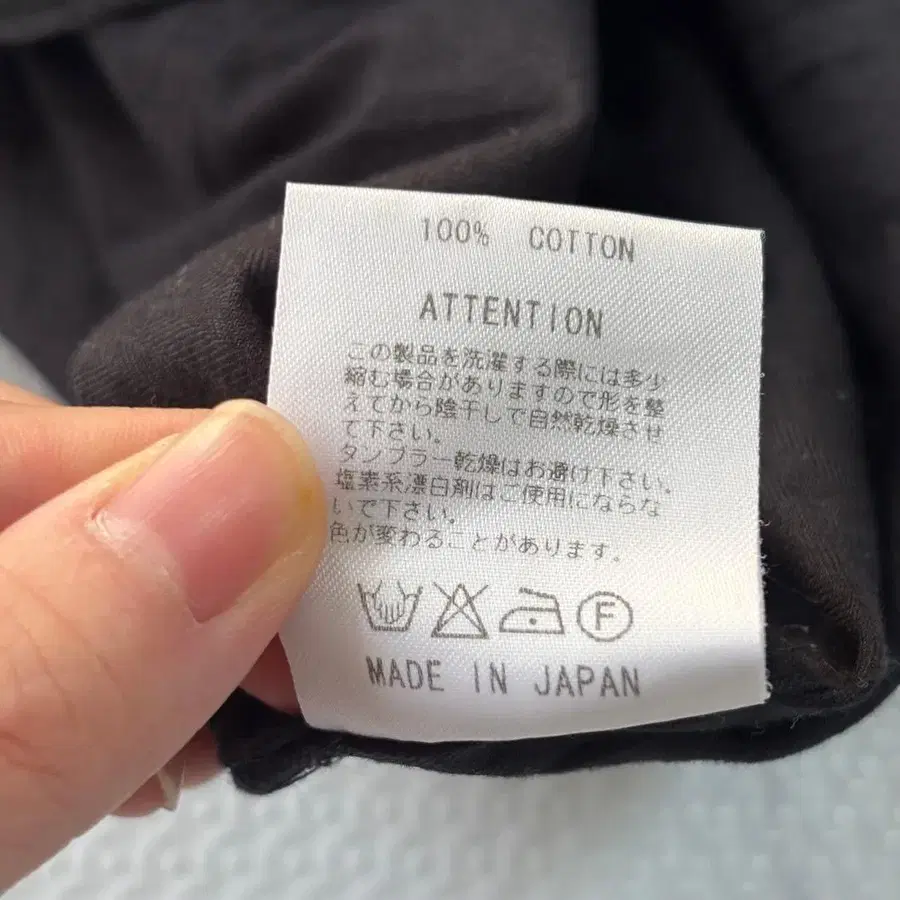 100% COTTON
ATTENTION
この製品を洗濯する際には多少
縮む場合がありますので形を整
えてから陰干しで自然乾燥させ
て下さい。
タンブラー乾燥はお避け下さい。
塩素系漂白剤はご使用にならな
いで下さい。
色が変わることがあります。
F
MADE IN JAPAN